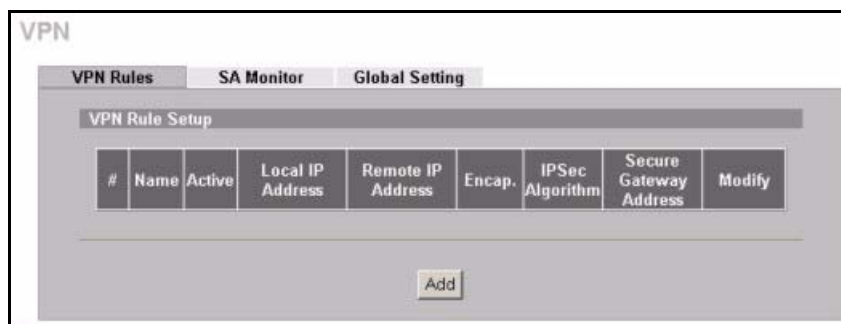 VPN
VPN Rules SA Monitor Global Setting
VPN Rule Setup
# Name Active Local IP Address Remote IP Address Encap. IPSec Algorithm Secure Gateway Address Modify
Add